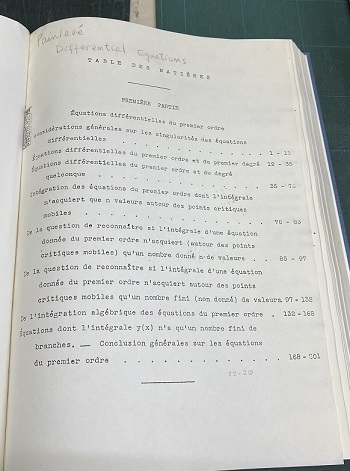 Painlevé
Differential Equations
TABLE DES MATIÈRES
PREMIÈRE PARTIE
Équations différentielles du premier ordre
Considérations générales sur les singularités des équations
différentielles . . . . . . . . . . . . . 1 - 11
Équations différentielles du premier ordre et du premier degré 12 - 35
Équations différentielles du premier ordre et de degré
quelconque . . . . . . . . . . . . . 35 - 75
Intégration des équations du premier ordre dont l'intégrale
n'acquiert que n valeurs autour des points critiques
mobiles . . . . . . . . . . . . . . 75 - 85
De la question de reconnaître si l'intégrale d'une équation
donnée du premier ordre n'acquiert (autour des points
critiques mobiles) qu'un nombre donné n de valeurs . . 85 - 97
De la question de reconnaître si l'intégrale d'une équation
donnée du premier ordre n'acquiert autour des points
critiques mobiles qu'un nombre fini (non donné) de valeurs 97 - 132
De l'intégration algébrique des équations du premier ordre . 132 - 168
Équations dont l'intégrale y(x) n'a qu'un nombre fini de
branches. — Conclusion générales sur les équations
du premier ordre . . . . . . . . . . . 168 - 201